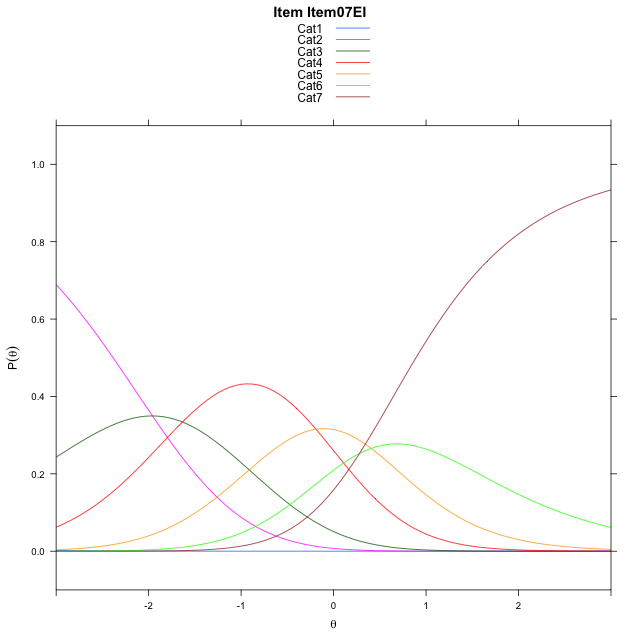 Item Item07EI
Cat1
Cat2
Cat3
Cat4
Cat5
Cat6
Cat7
1.0
0.8
0.6
0.4
0.2
0.0
P(θ)
-2 -1 0 1 2
θ